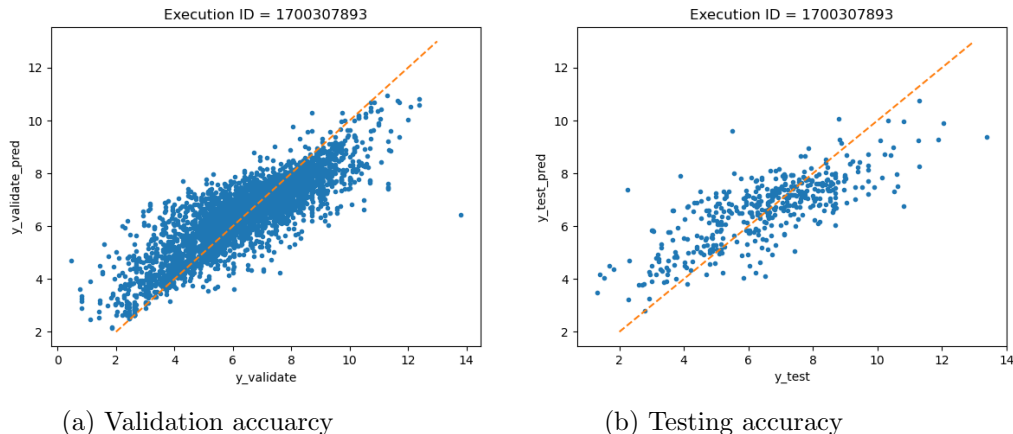 Execution ID = 1700307893
12
10
8
6
4
2
y_validate_pred
0 2 4 6 8 10 12 14
y_validate
(a) Validation accuarcy
Execution ID = 1700307893
12
10
8
6
4
2
y_test_pred
2 4 6 8 10 12 14
y_test
(b) Testing accuracy